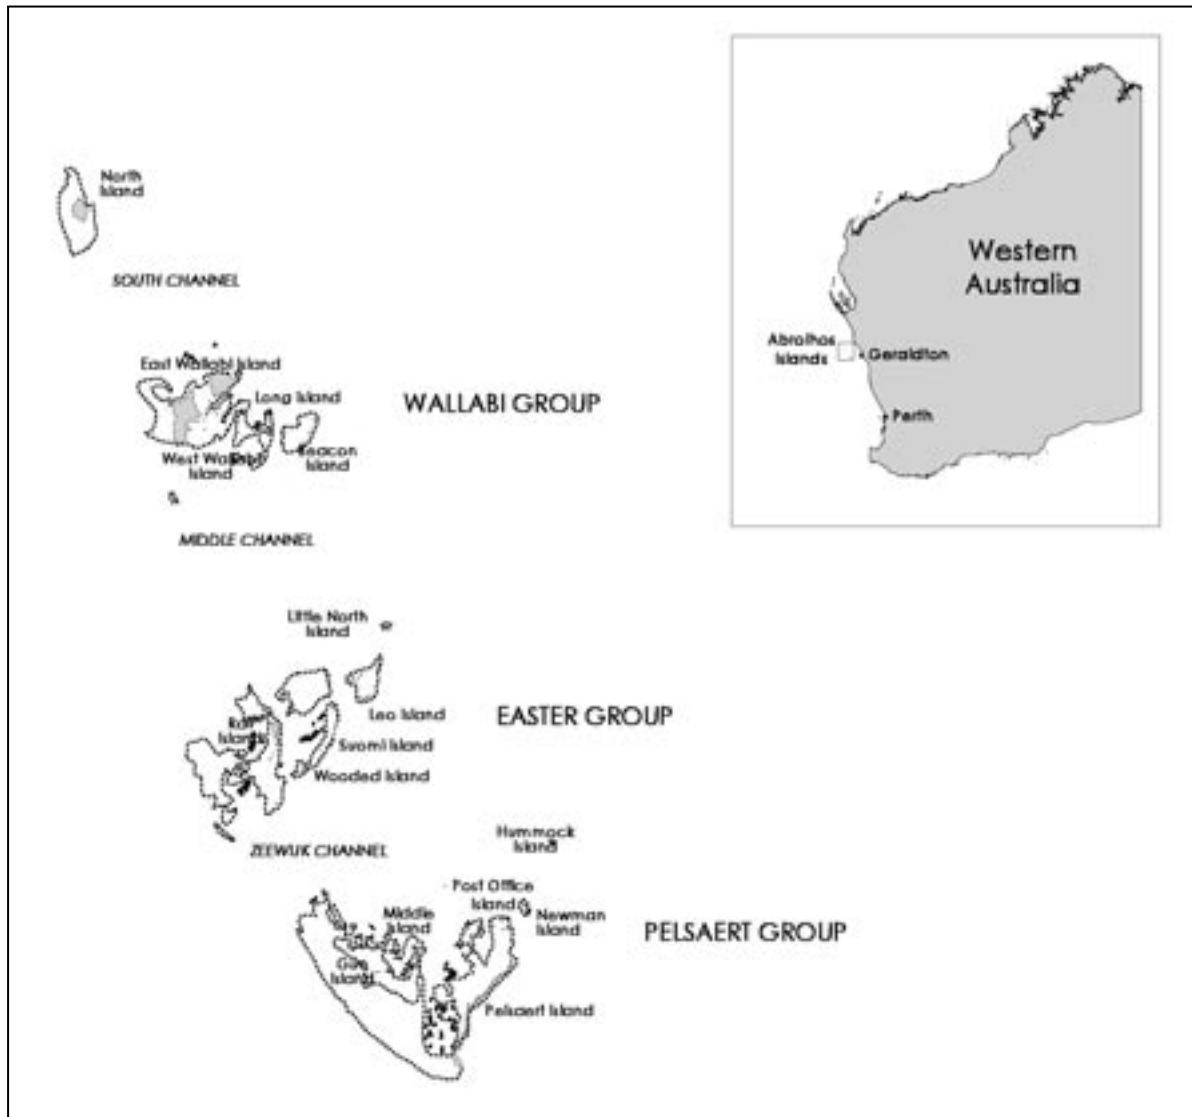 North
Island
SOUTH CHANNEL
East Wallabi Island
Long Island
WALLABI GROUP
West Wallabi
Island
Beacon
Island
MIDDLE CHANNEL
Little North
Island
Leo Island
EASTER GROUP
Rat
Islands
Suomi Island
Wooded Island
ZEEWIJK CHANNEL
Hummock
Island
Post Office
Island
Middle
Island
Newman
Island
PELSAERT GROUP
Gun
Island
Pelsaert Island
Western
Australia
Abrolhos
Islands
Geraldton
Perth